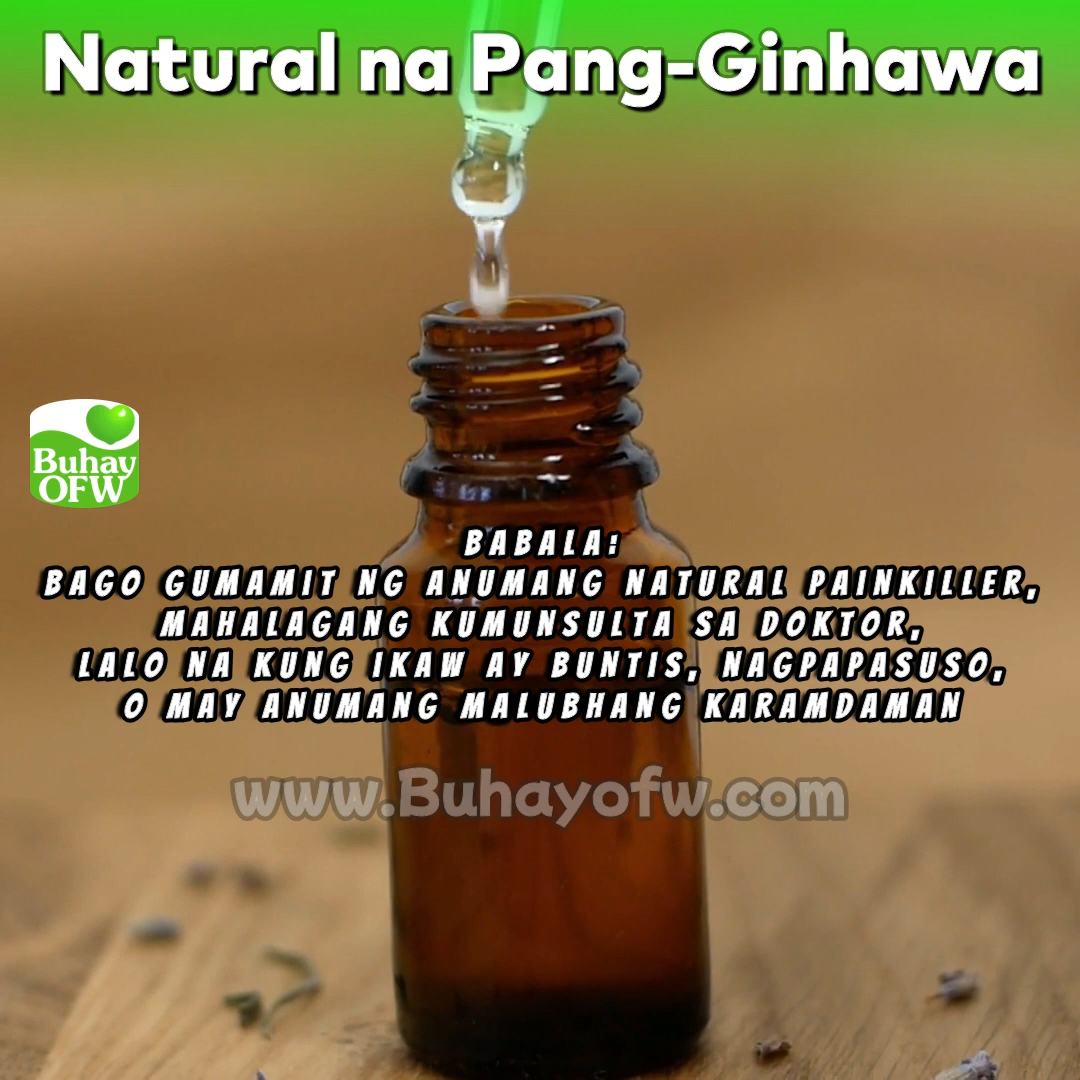 Natural na Pang-Ginhawa
Buhay
OFW
BABALA:
BAGO GUMAMIT NG ANUMANG NATURAL PAINKILLER,
MAHALAGANG KUMUNSULTA SA DOKTOR,
LALO NA KUNG IKAW AY BUNTIS, NAGPAPASUSO,
O MAY ANUMANG MALUBHANG KARAMDAMAN
www.Buhayofw.com